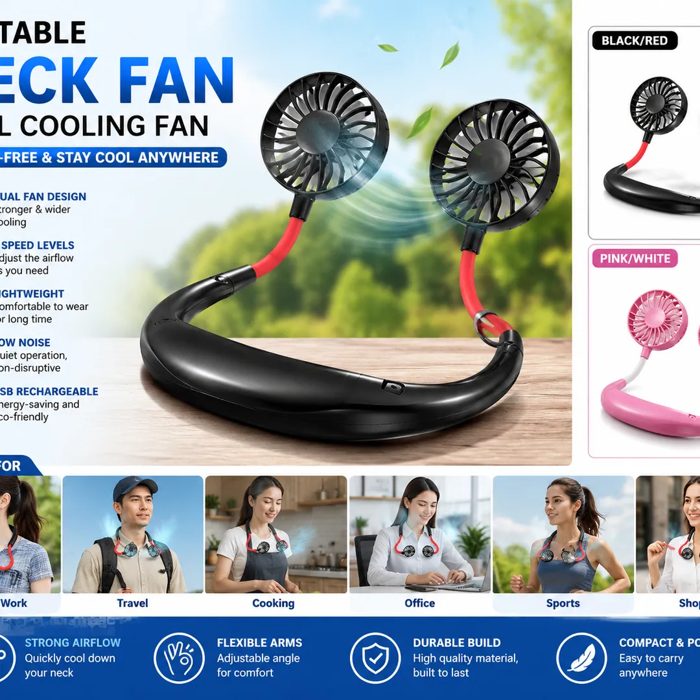 TABLE
ECK FAN
L COOLING FAN
-FREE & STAY COOL ANYWHERE
UAL FAN DESIGN
tronger & wider
ooling
SPEED LEVELS
djust the airflow
s you need
IGHTWEIGHT
omfortable to wear
or long time
OW NOISE
uiet operation,
on-disruptive
SB RECHARGEABLE
nergy-saving and
co-friendly
BLACK/RED
PINK/WHITE
FOR
Work
Travel
Cooking
Office
Sports
Shop
STRONG AIRFLOW
Quickly cool down
your neck
FLEXIBLE ARMS
Adjustable angle
for comfort
DURABLE BUILD
High quality material,
built to last
COMPACT & PO
Easy to carry
anywhere